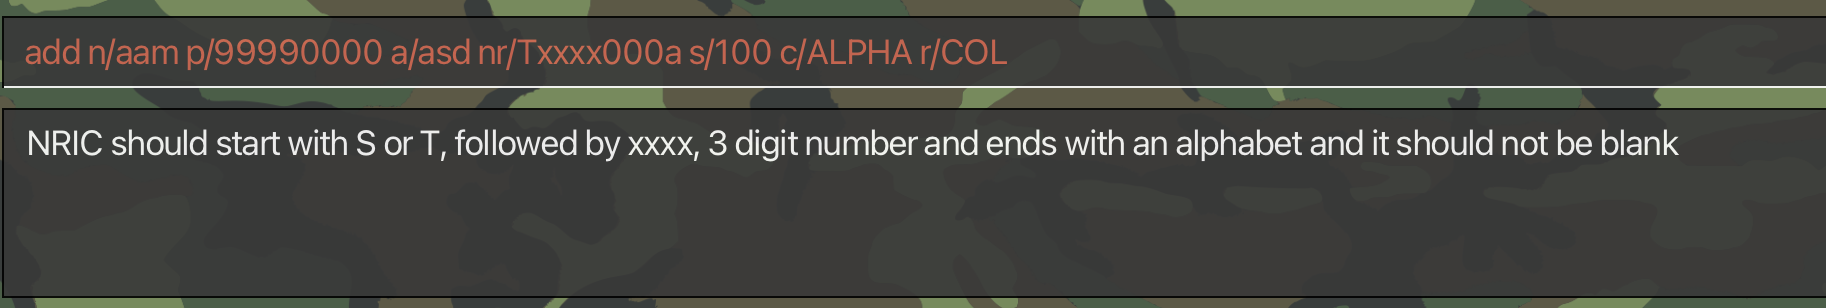 add n/aam p/99990000 a/asd nr/Txxxx000a s/100 c/ALPHA r/COL
NRIC should start with S or T, followed by xxxx, 3 digit number and ends with an alphabet and it should not be blank